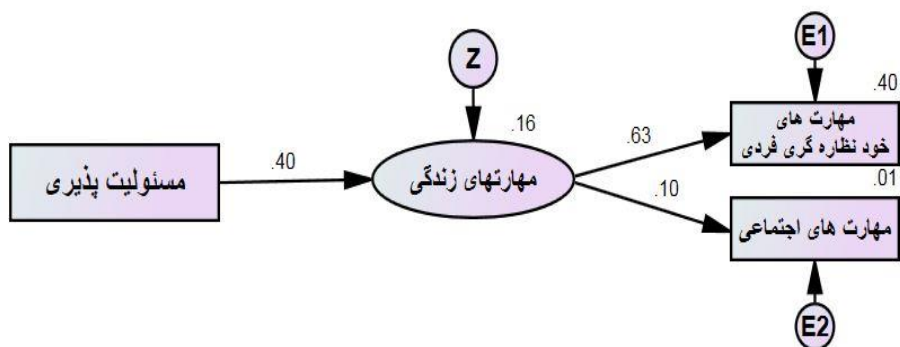 E1
Z
.40
.16
مهارت های
خود نظاره گری فردی
.63
.40
مسئولیت پذیری
مهارتهای زندگی
.01
.10
مهارت های اجتماعی
E2